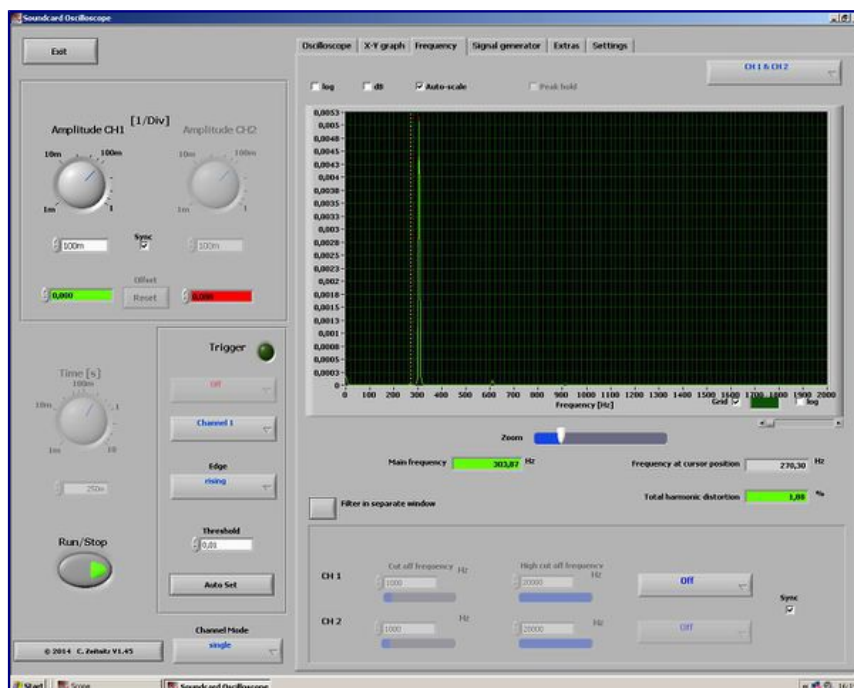 Soundcard Oscilloscope
Exit
Oscilloscope X-Y graph Frequency Signal generator Extras Settings
CH 1 & CH 2
log dB Auto-scale Peak hold
[1/Div]
Amplitude CH1 Amplitude CH2
10m 100m 10m 100m
1m 1 1m 1
Sync
100m 100m
Offset
0,000 Reset 0,000
0,0053
0,005
0,0048
0,0045
0,0043
0,004
0,0038
0,0035
0,0033
0,003
0,0028
0,0025
0,0023
0,002
0,0018
0,0015
0,0013
0,001
0,0008
0,0005
0,0003
0
0 100 200 300 400 500 600 700 800 900 1000 1100 1200 1300 1400 1500 1600 1700 1800 1900 2000
Frequency [Hz]
Grid log
Zoom
Main frequency 303,87 Hz
Frequency at cursor position 270,30 Hz
Total harmonic distortion %
Filter in separate window
Trigger
Off
Channel 1
Edge
rising
Threshold
0,01
Auto Set
Time [s]
100m
10m .1
1m 10
250m
Run/Stop
Channel Mode
single
© 2014 C. Zeitnitz V1.45
Cut off frequency Hz High cut off frequency Hz
CH 1 1000 20000 Off
Sync
CH 2 1000 Hz 20000 Hz Off
Start Scope Soundcard Oscilloscope